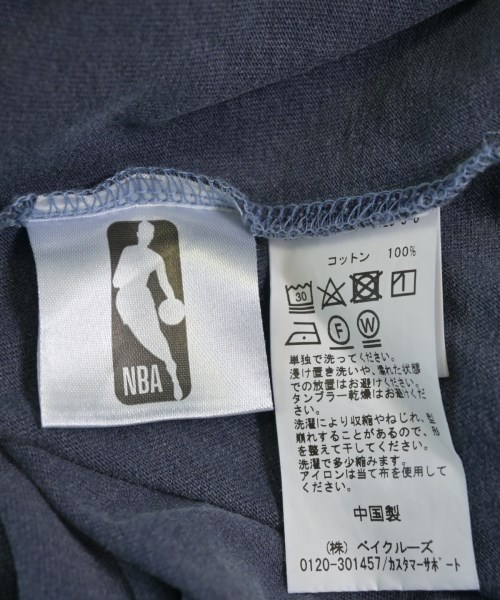 NBA
コットン 100%
30
F W
単独で洗ってください。
浸け置き洗いや、濡れた状態
での放置はお避けください。
タンブラー乾燥はお避けくだ
さい。
洗濯により収縮やねじれ、型
崩れすることがあるので、形
を整えて干してください。
洗濯で多少縮みます。
アイロンは当て布を使用して
ください。
中国製
(株) ベイクルーズ
0120-301457/カスタマーサポート